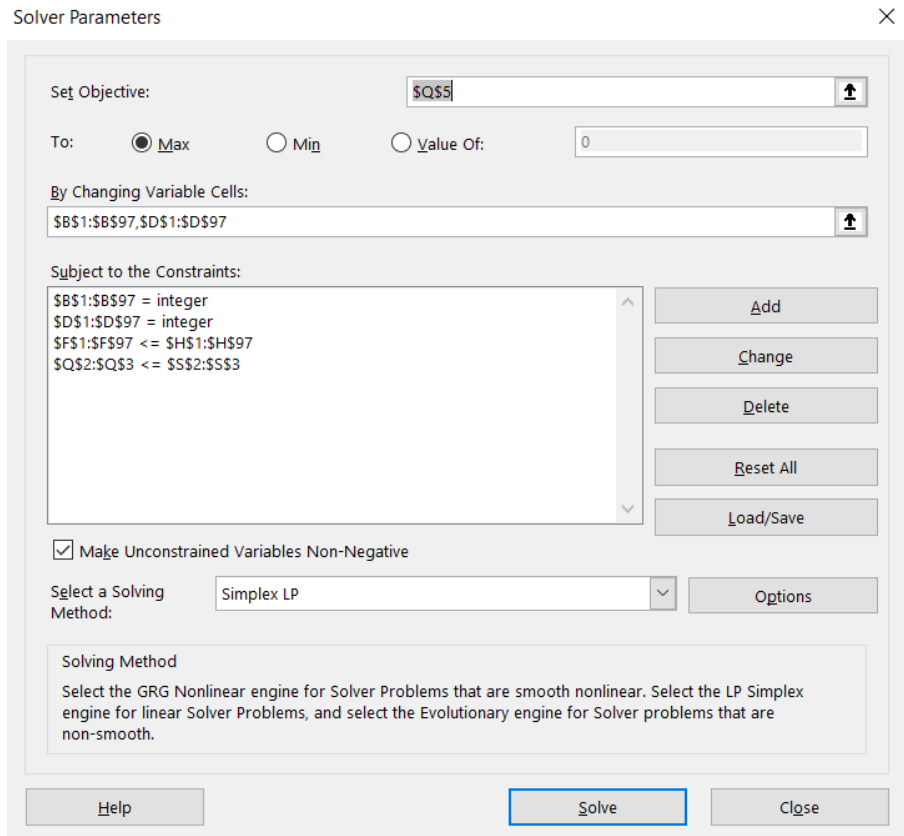 Solver Parameters
Set Objective:
$Q$5
To:
Max
Min
Value Of:
0
By Changing Variable Cells:
$B$1:$B$97,$D$1:$D$97
Subject to the Constraints:
$B$1:$B$97 = integer
$D$1:$D$97 = integer
$F$1:$F$97 <= $H$1:$H$97
$Q$2:$Q$3 <= $S$2:$S$3
Add
Change
Delete
Reset All
Load/Save
Make Unconstrained Variables Non-Negative
Select a Solving
Method:
Simplex LP
Options
Solving Method
Select the GRG Nonlinear engine for Solver Problems that are smooth nonlinear. Select the LP Simplex
engine for linear Solver Problems, and select the Evolutionary engine for Solver problems that are
non-smooth.
Help
Solve
Close